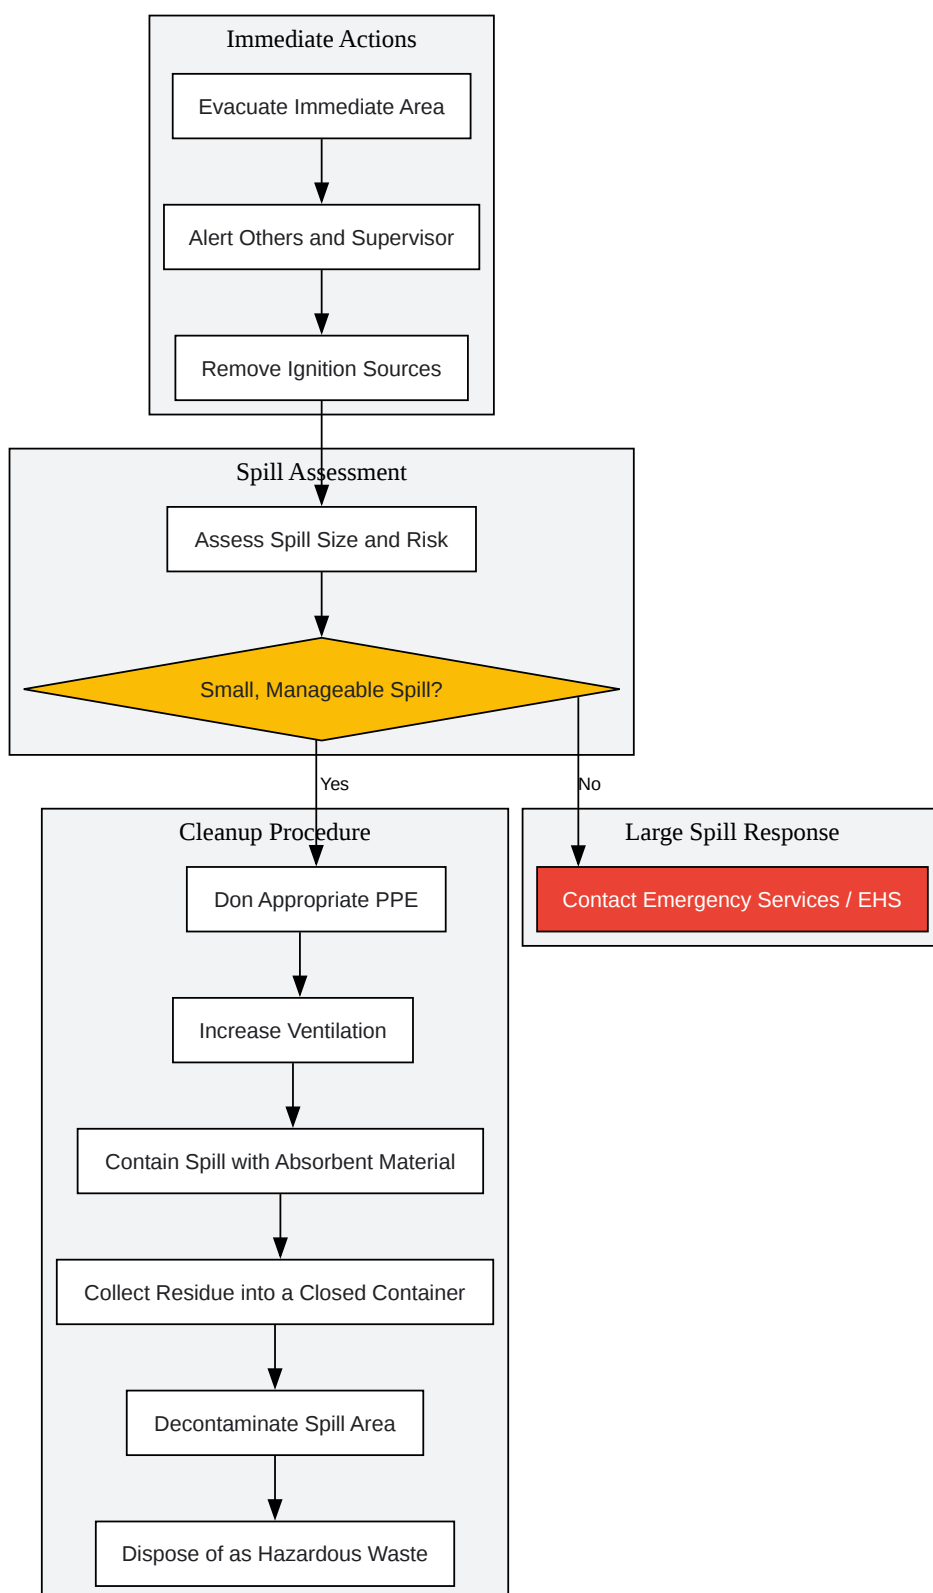 Immediate Actions
Evacuate Immediate Area
Alert Others and Supervisor
Remove Ignition Sources
Spill Assessment
Assess Spill Size and Risk
Small, Manageable Spill?
Yes
No
Cleanup Procedure
Large Spill Response
Don Appropriate PPE
Contact Emergency Services / EHS
Increase Ventilation
Contain Spill with Absorbent Material
Collect Residue into a Closed Container
Decontaminate Spill Area
Dispose of as Hazardous Waste